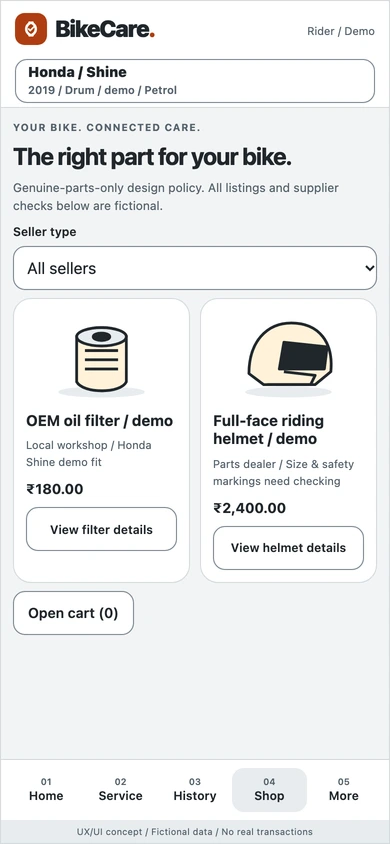 BikeCare.
Rider / Demo
Honda / Shine
2019 / Drum / demo / Petrol
YOUR BIKE. CONNECTED CARE.
The right part for your bike.
Genuine-parts-only design policy. All listings and supplier
checks below are fictional.
Seller type
All sellers
OEM oil filter / demo
Local workshop / Honda
Shine demo fit
₹180.00
View filter details
Full-face riding
helmet / demo
Parts dealer / Size & safety
markings need checking
₹2,400.00
View helmet details
Open cart (0)
01
Home
02
Service
03
History
04
Shop
05
More
UX/UI concept / Fictional data / No real transactions